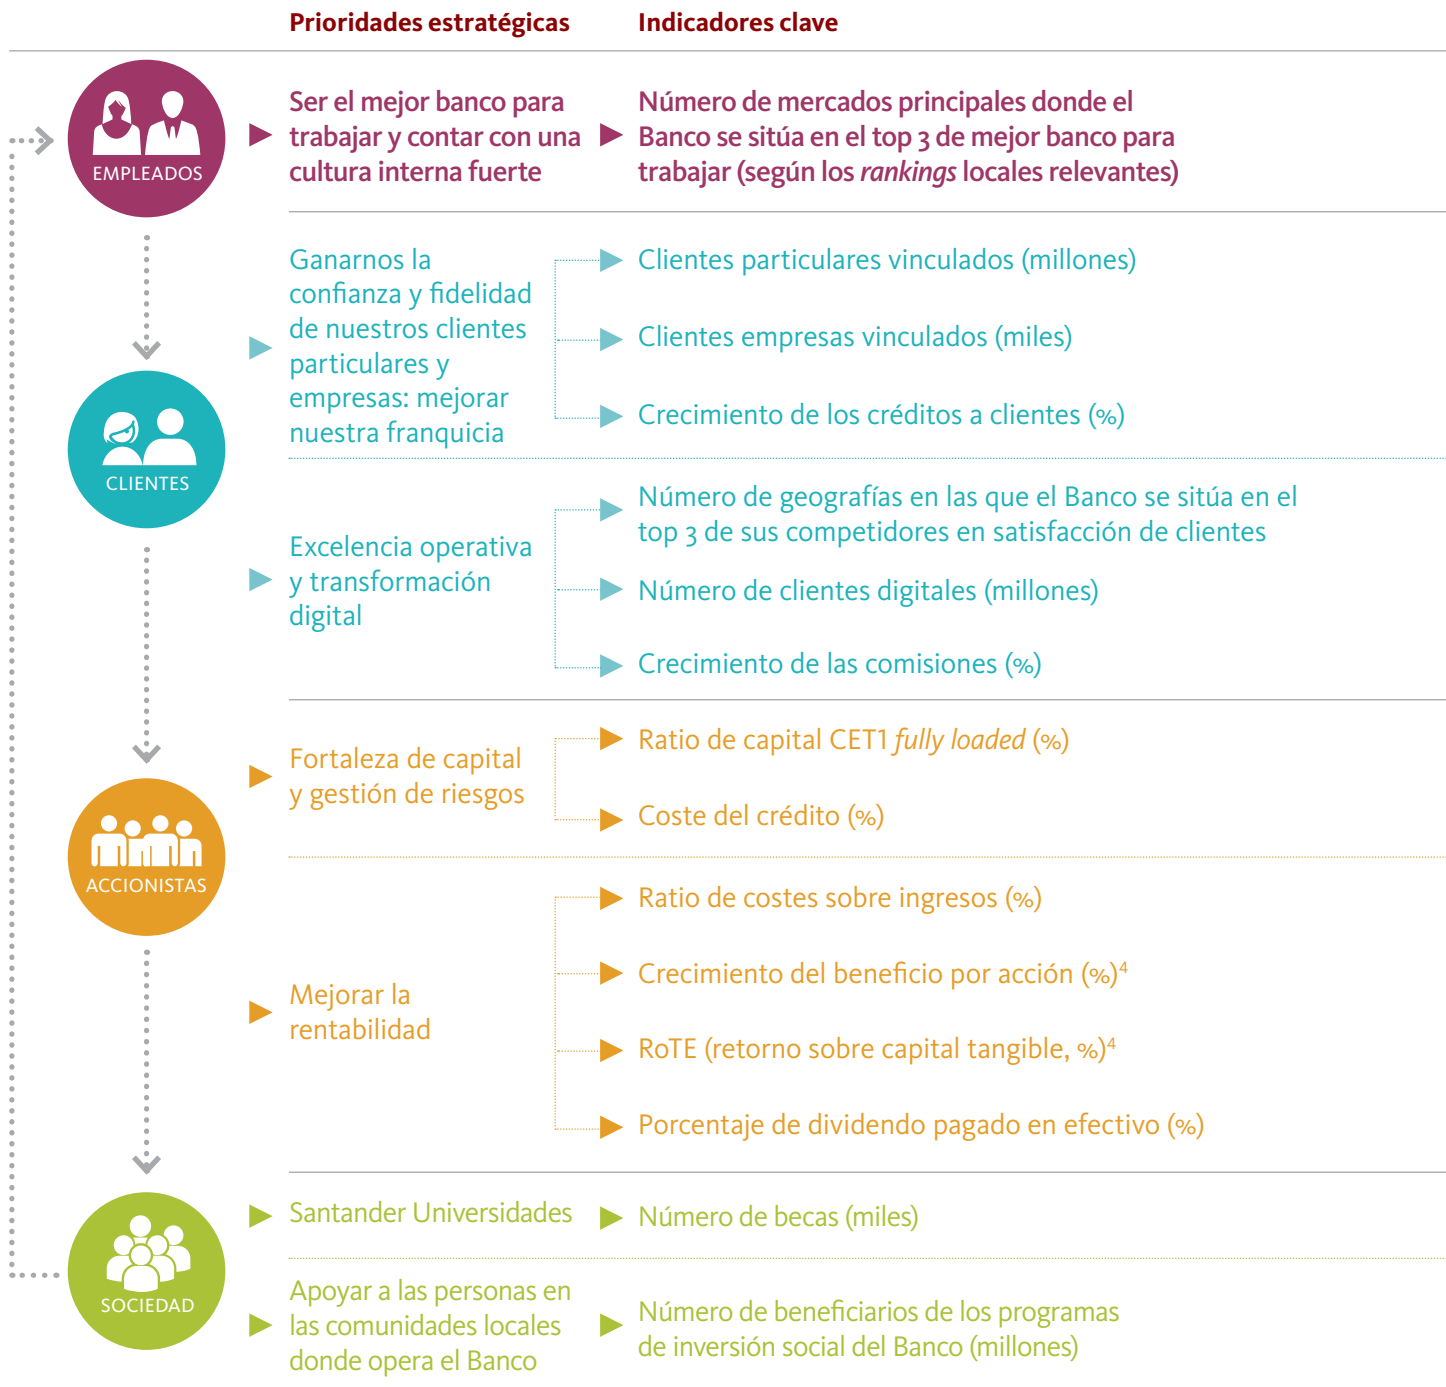 Prioridades estratégicas
Indicadores clave
EMPLEADOS
Ser el mejor banco para
trabajar y contar con una
cultura interna fuerte
Número de mercados principales donde el
Banco se sitúa en el top 3 de mejor banco para
trabajar (según los rankings locales relevantes)
CLIENTES
Ganarnos la
confianza y fidelidad
de nuestros clientes
particulares y
empresas: mejorar
nuestra franquicia
Clientes particulares vinculados (millones)
Clientes empresas vinculados (miles)
Crecimiento de los créditos a clientes (%)
Excelencia operativa
y transformación
digital
Número de geografías en las que el Banco se sitúa en el
top 3 de sus competidores en satisfacción de clientes
Número de clientes digitales (millones)
Crecimiento de las comisiones (%)
ACCIONISTAS
Fortaleza de capital
y gestión de riesgos
Ratio de capital CET1 fully loaded (%)
Coste del crédito (%)
Mejorar la
rentabilidad
Ratio de costes sobre ingresos (%)
Crecimiento del beneficio por acción (%)⁴
RoTE (retorno sobre capital tangible, %)⁴
Porcentaje de dividendo pagado en efectivo (%)
SOCIEDAD
Santander Universidades
Número de becas (miles)
Apoyar a las personas en
las comunidades locales
donde opera el Banco
Número de beneficiarios de los programas
de inversión social del Banco (millones)